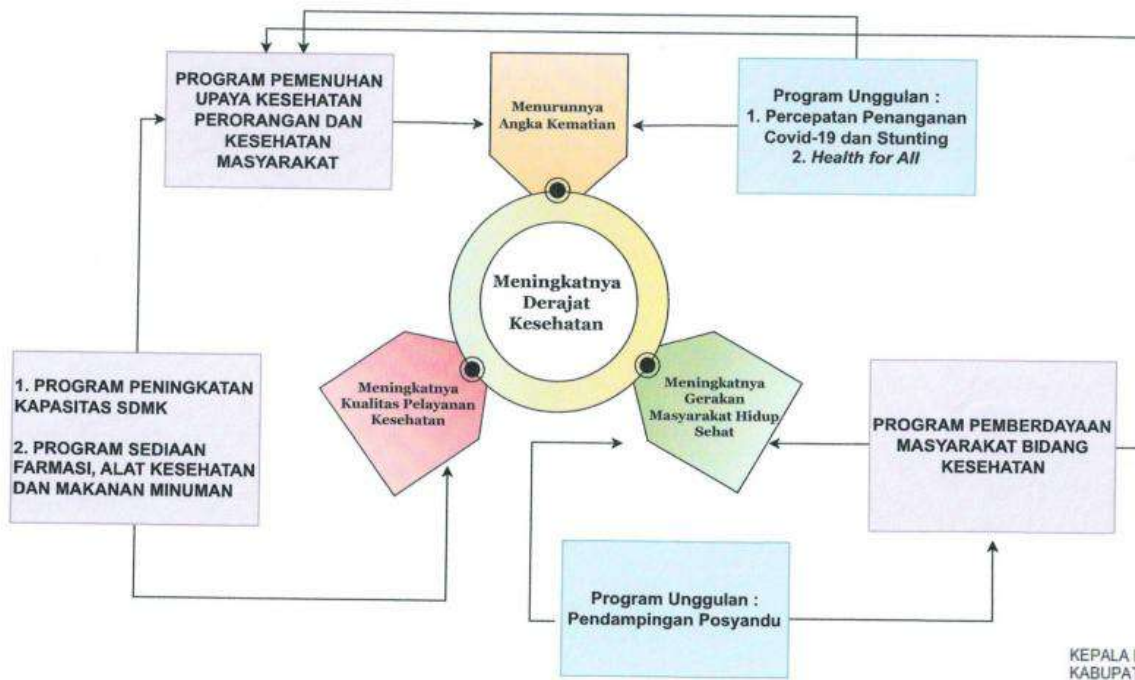 PROGRAM PEMENUHAN
UPAYA KESEHATAN
PERORANGAN DAN
KESEHATAN
MASYARAKAT
Menurunnya
Angka Kematian
Program Unggulan :
1. Percepatan Penanganan
Covid-19 dan Stunting
2. Health for All
Meningkatnya
Derajat
Kesehatan
1. PROGRAM PENINGKATAN
KAPASITAS SDMK
2. PROGRAM SEDIAAN
FARMASI, ALAT KESEHATAN
DAN MAKANAN MINUMAN
Meningkatnya
Kualitas Pelayanan
Kesehatan
Meningkatnya
Gerakan
Masyarakat Hidup
Sehat
PROGRAM PEMBERDAYAAN
MASYARAKAT BIDANG
KESEHATAN
Program Unggulan :
Pendampingan Posyandu
KEPALA
KABUPAT